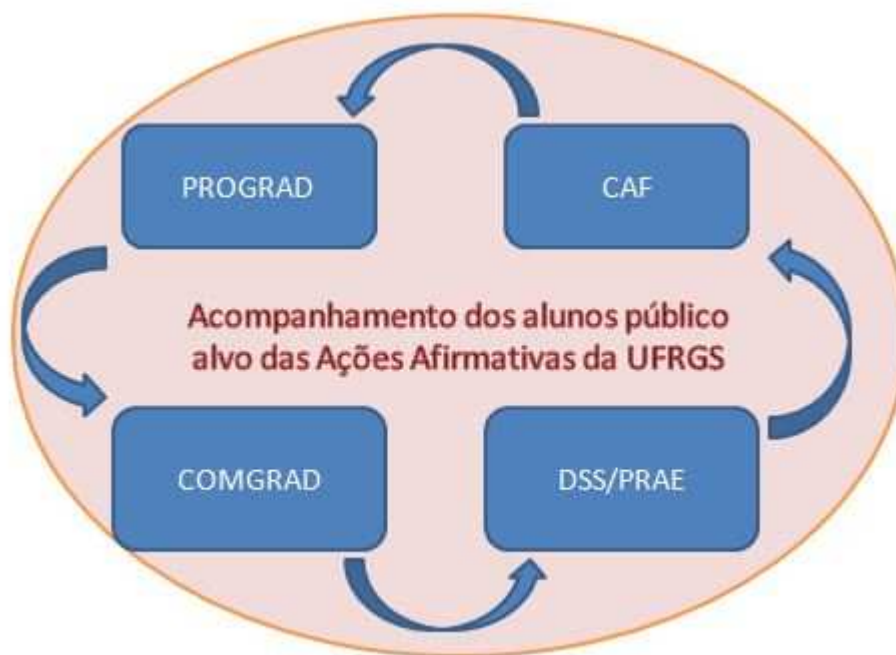 PROGRAD
CAF
Acompanhamento dos alunos público
alvo das Ações Afirmativas da UFRGS
COMGRAD
DSS/PRAE